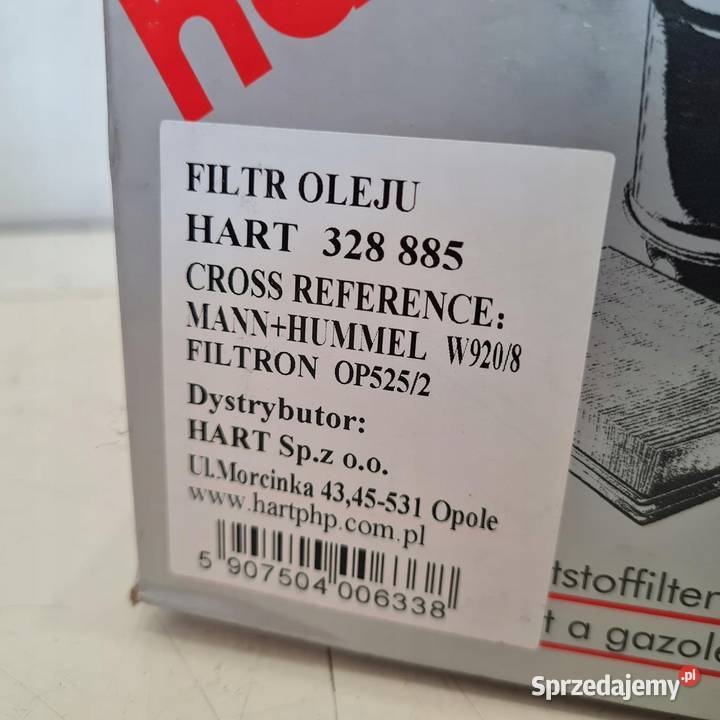 FILTR OLEJU
HART 328 885
CROSS REFERENCE:
MANN+HUMMEL W920/8
FILTRON OP525/2
Dystrybutor:
HART Sp.z o.o.
Ul.Morcinka 43,45-531 Opole
www.hartphp.com.pl
5 907504 006338
tstoffilter
t a gazole
Sprzedajemy.pl